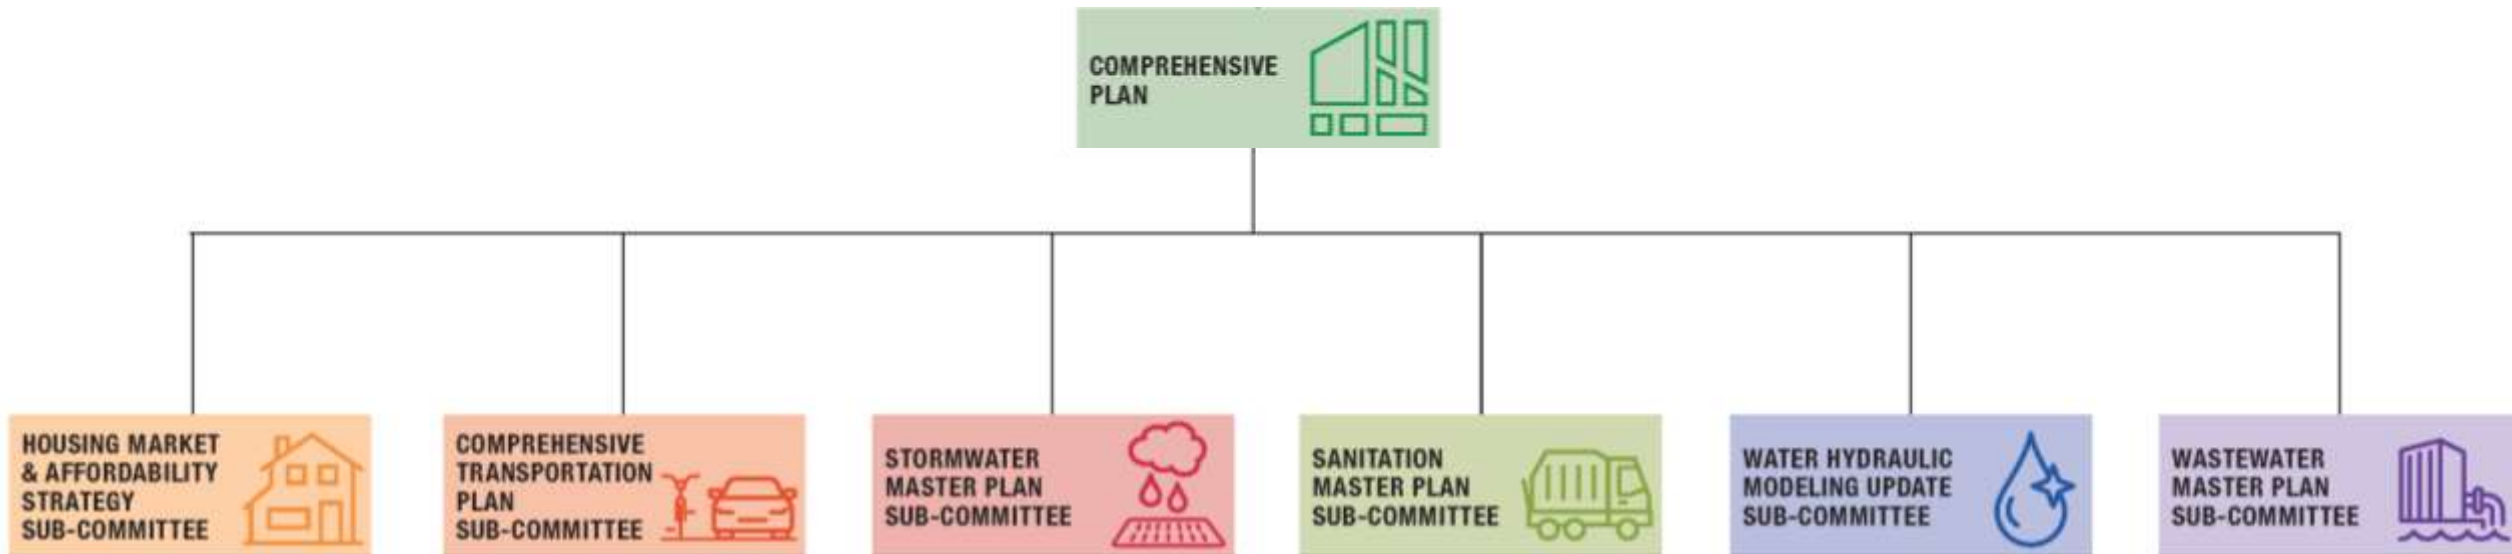 COMPREHENSIVE
PLAN
HOUSING MARKET
& AFFORDABILITY
STRATEGY
SUB-COMMITTEE
COMPREHENSIVE
TRANSPORTATION
PLAN
SUB-COMMITTEE
STORMWATER
MASTER PLAN
SUB-COMMITTEE
SANITATION
MASTER PLAN
SUB-COMMITTEE
WATER HYDRAULIC
MODELING UPDATE
SUB-COMMITTEE
WASTEWATER
MASTER PLAN
SUB-COMMITTEE